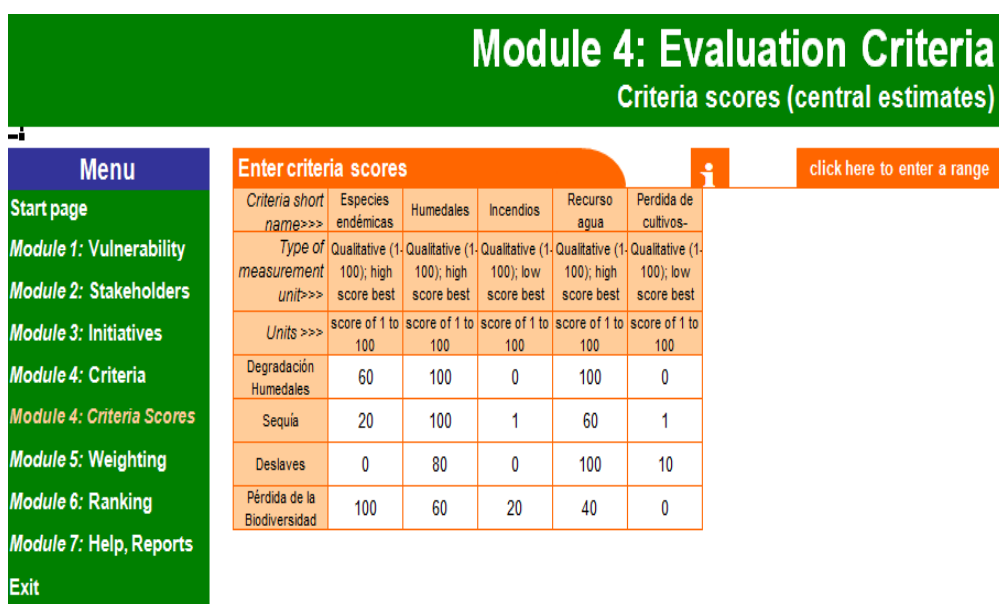 Module 4: Evaluation Criteria
Criteria scores (central estimates)
Menu
Start page
Module 1: Vulnerability
Module 2: Stakeholders
Module 3: Initiatives
Module 4: Criteria
Module 4: Criteria Scores
Module 5: Weighting
Module 6: Ranking
Module 7: Help, Reports
Exit
Enter criteria scores
i
click here to enter a range
Criteria short
name>>>
Especies
endémicas
Humedales
Incendios
Recurso
agua
Perdida de
cultivos-
Type of
measurement
unit>>>
Qualitative (1-
100); high
score best
Qualitative (1-
100); high
score best
Qualitative (1-
100); low
score best
Qualitative (1-
100); high
score best
Qualitative (1-
100); low
score best
Units >>>
score of 1 to
100
score of 1 to
100
score of 1 to
100
score of 1 to
100
score of 1 to
100
Degradación
Humedales
60 100 0 100 0
Sequía 20 100 1 60 1
Deslaves 0 80 0 100 10
Pérdida de la
Biodiversidad
100 60 20 40 0